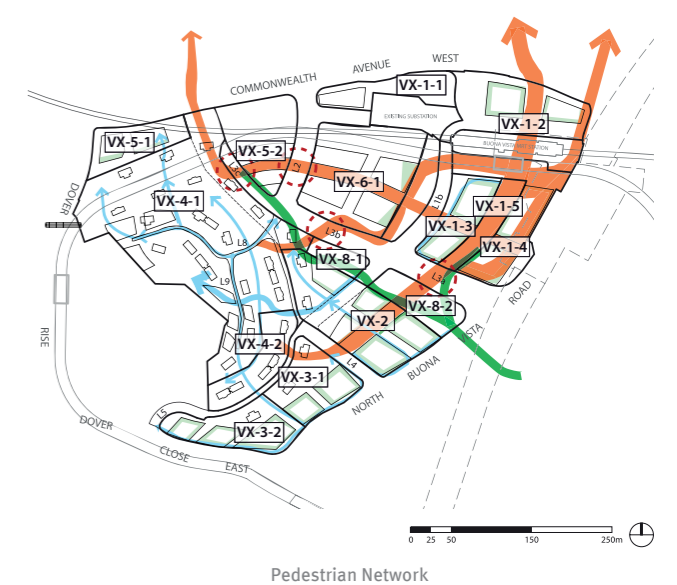 WEST
AVENUE
COMMONWEALTH
VX-1-1
EXISTING SUBSTATION
VX-1-2
BUONA VISTA MRT STATION
VX-5-1
VX-5-2
L3c
L2
VX-6-1
DOVER
VX-4-1
L1b
VX-1-5
VX-1-3
VX-1-4
L3b
L8
VX-8-1
L3a
L9
VX-8-2
ROAD
VX-2
VISTA
RISE
VX-4-2
L4
BUONA
VX-3-1
NORTH
L5
DOVER
VX-3-2
CLOSE
EAST
0 25 50 150 250m
Pedestrian Network